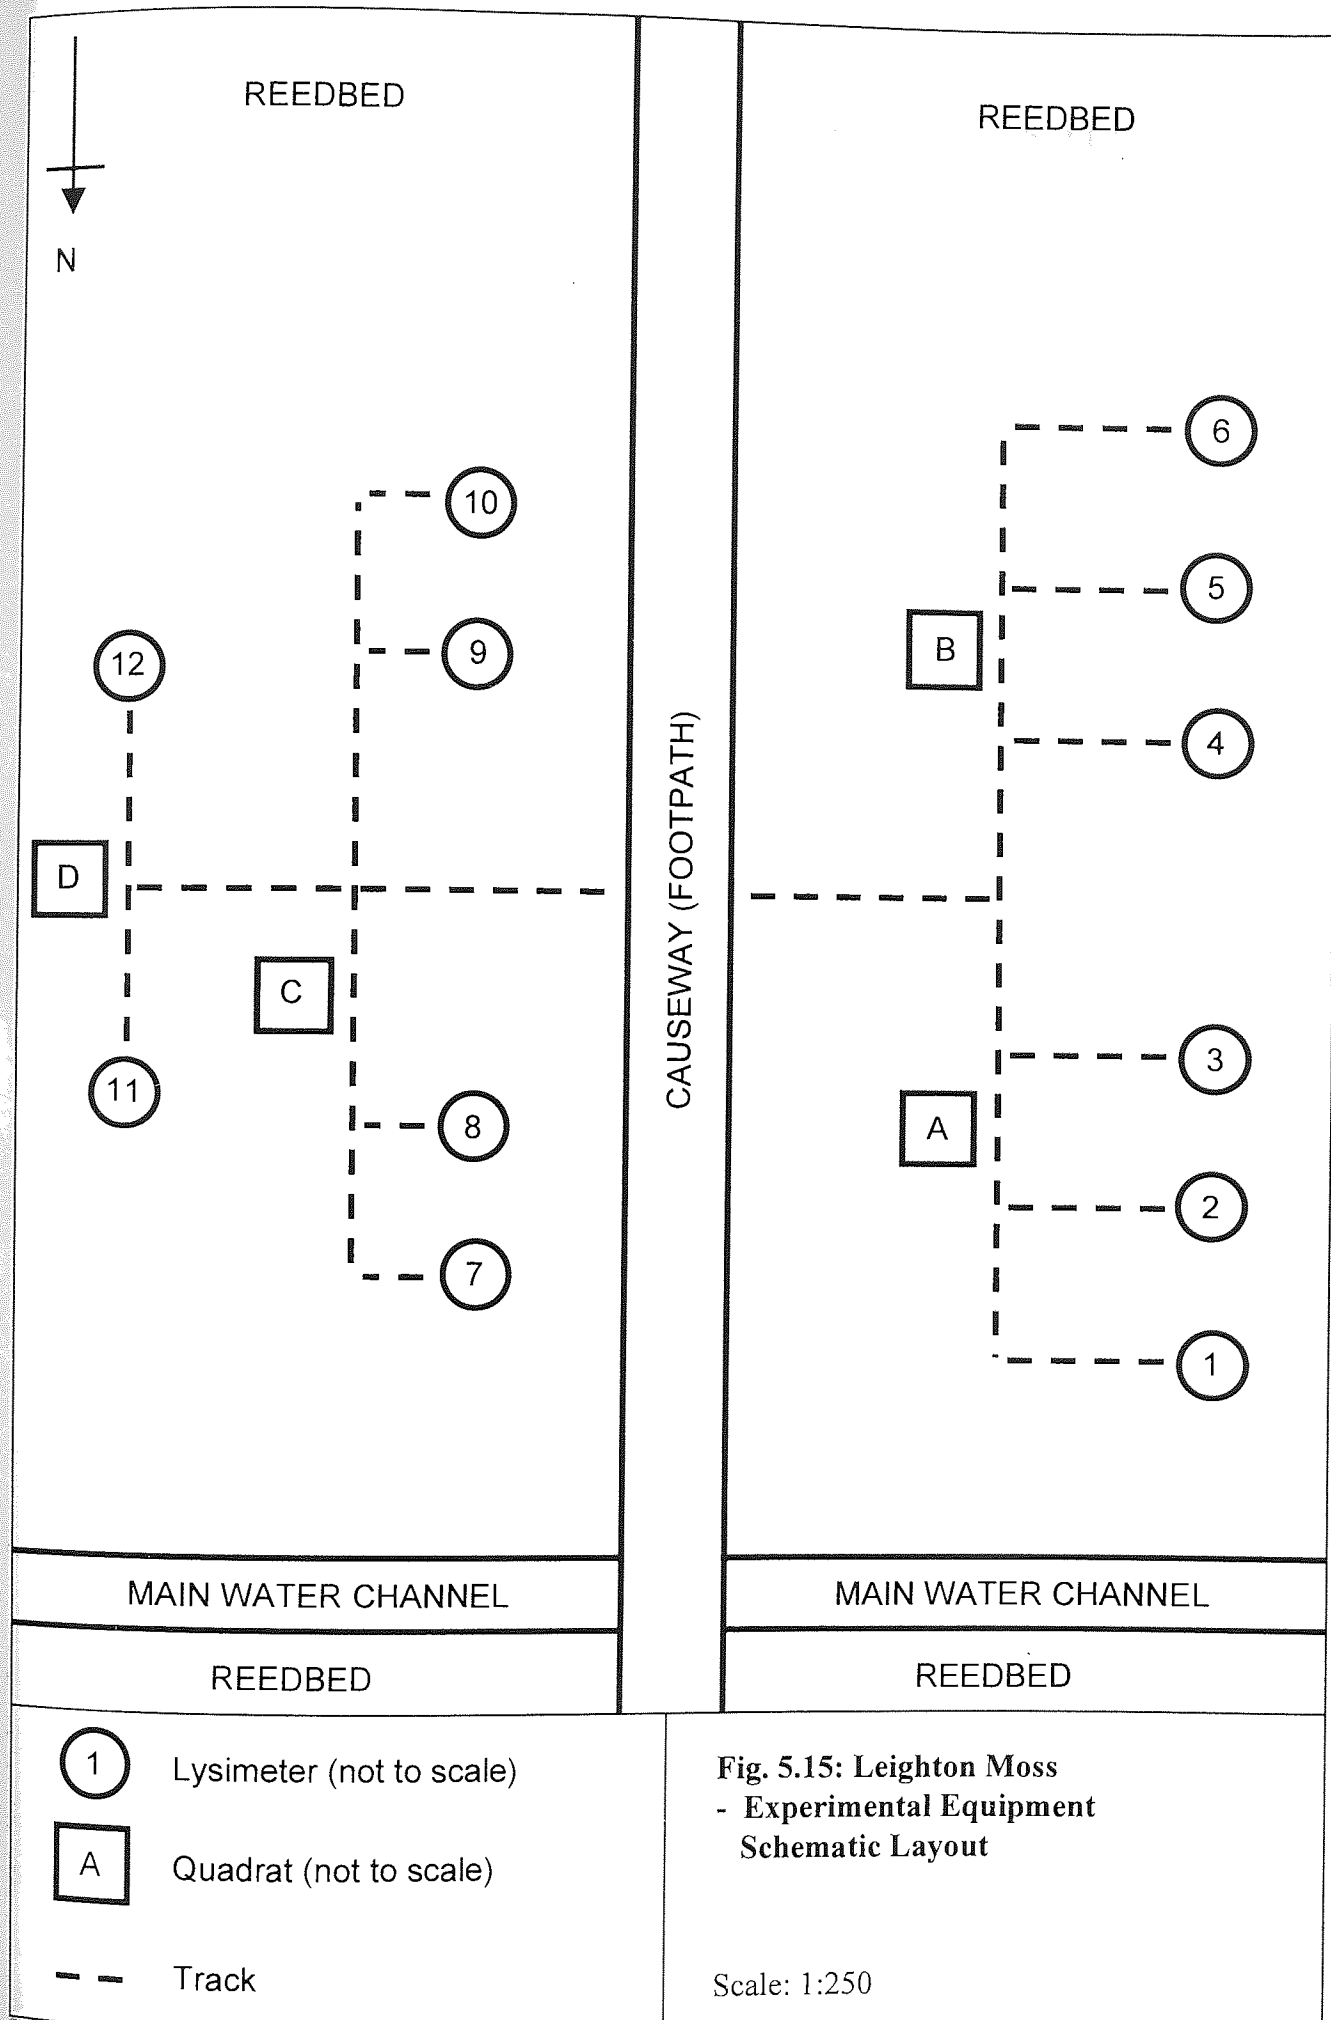 REEDBED
REEDBED
N
6
10
5
9
B
12
4
CAUSEWAY (FOOTPATH)
D
C
3
11
8
A
2
7
1
MAIN WATER CHANNEL
MAIN WATER CHANNEL
REEDBED
REEDBED
1
Lysimeter (not to scale)
A
Quadrat (not to scale)
Track
Fig. 5.15: Leighton Moss
- Experimental Equipment
Schematic Layout
Scale: 1:250